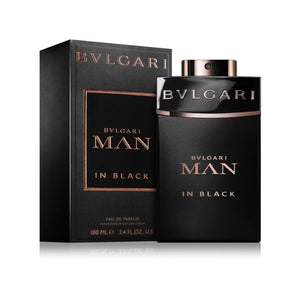 BVLGARI
BVLGARI
MAN
IN BLACK
EAU DE PARFUM
100 ML ℮ 3.4 FL.OZ. U.S.
BVLGARI
BVLGARI
MAN
IN BLACK